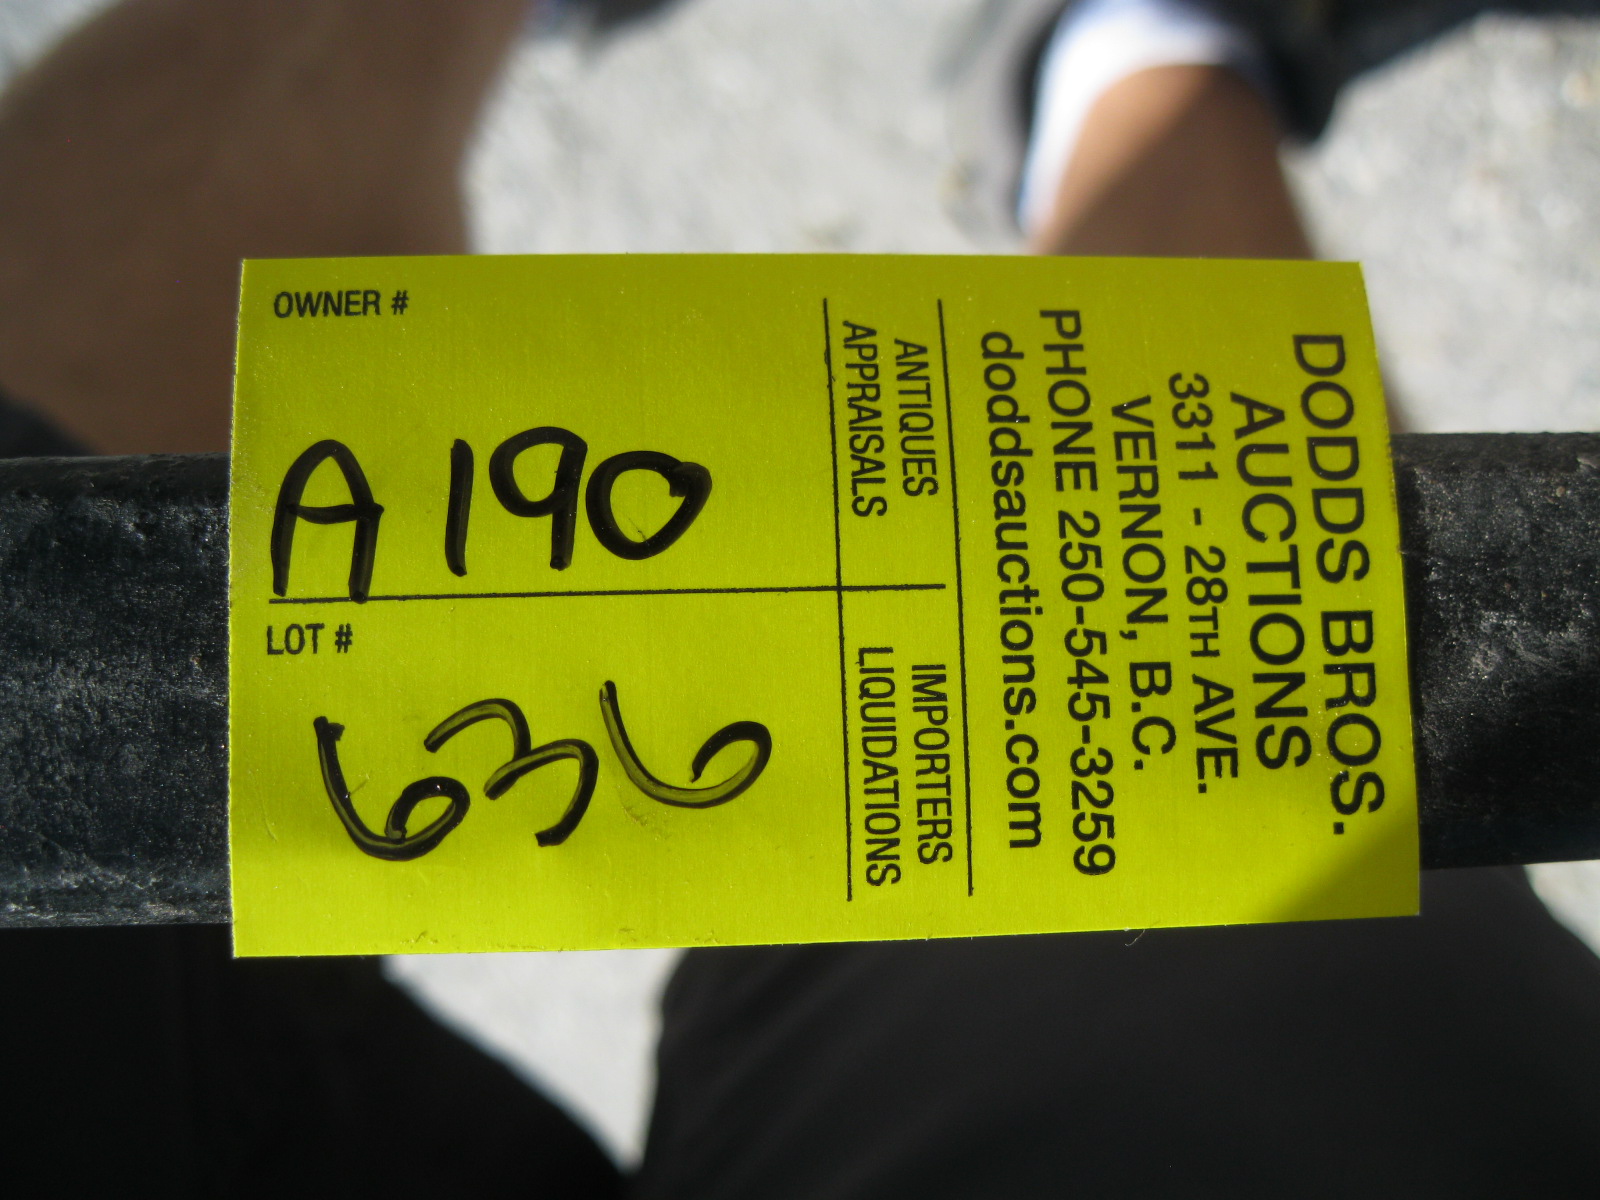 DODDS BROS.
AUCTIONS
3311 - 28TH AVE.
VERNON, B.C.
PHONE 250-545-3259
doddsauctions.com
ANTIQUES
APPRAISALS
IMPORTERS
LIQUIDATIONS
OWNER #
A190
LOT #
636